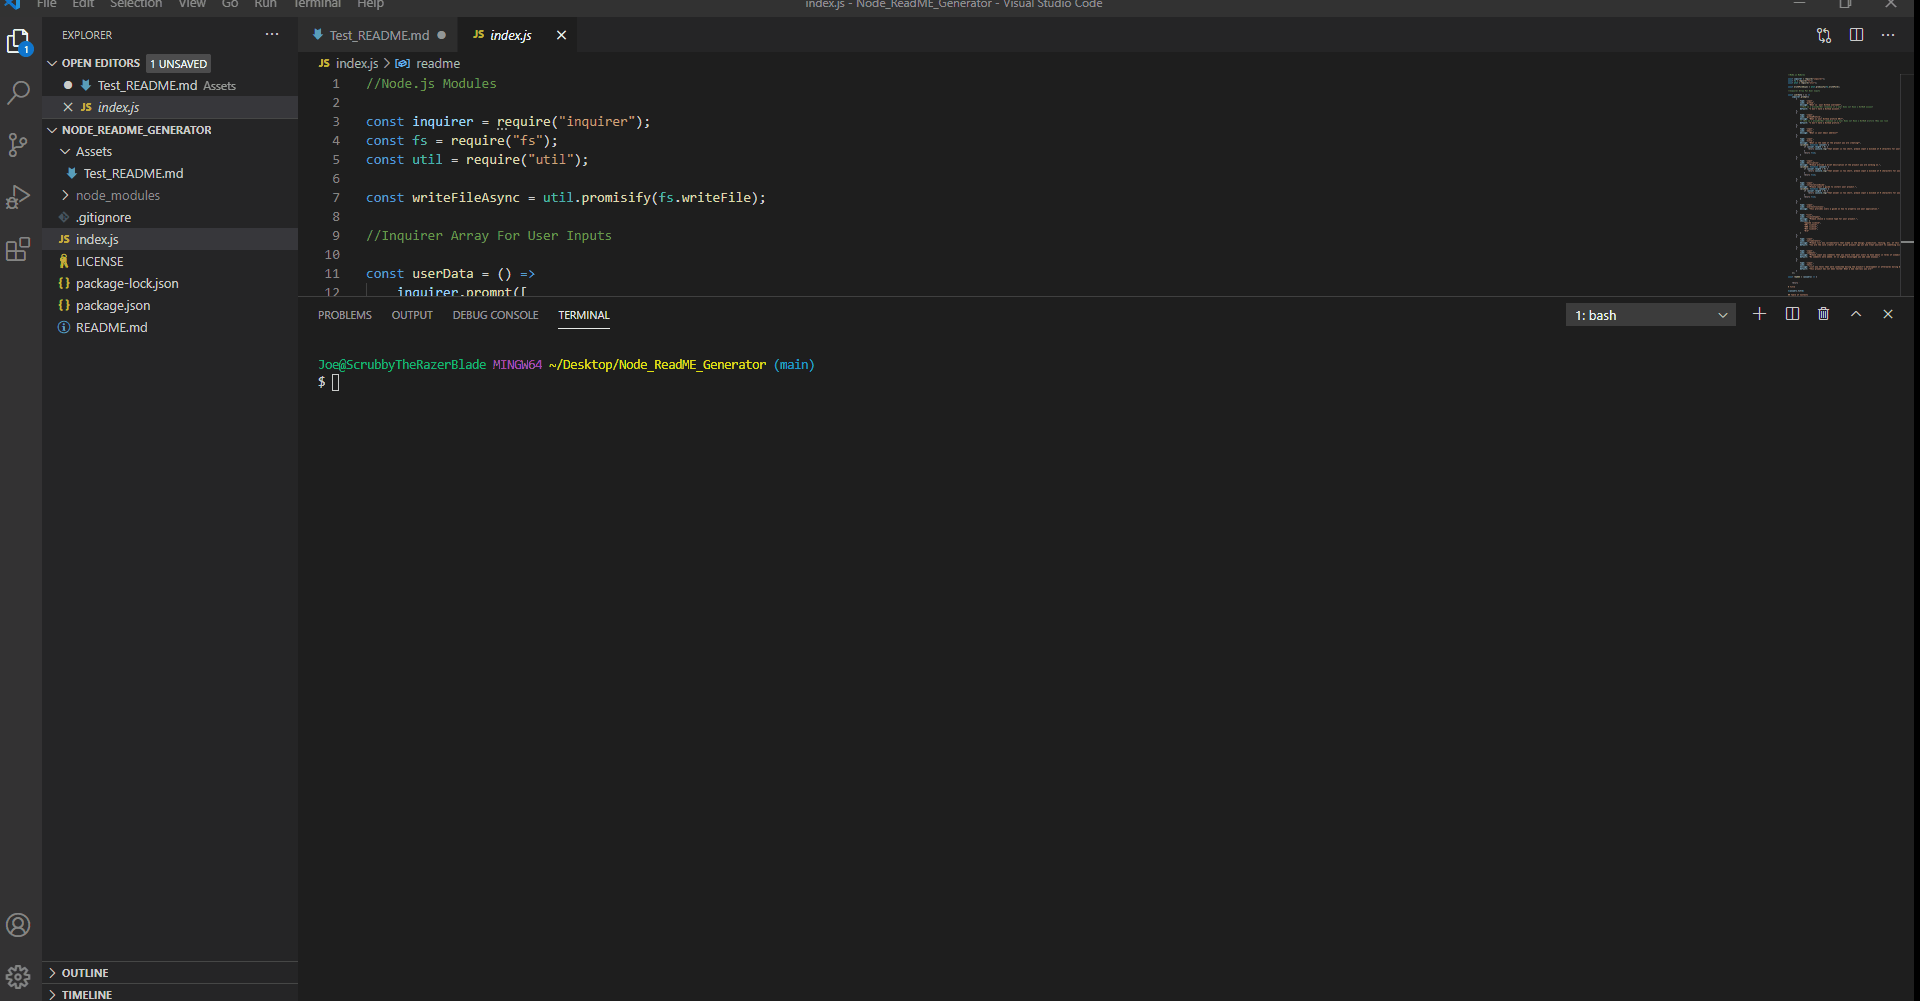 File Edit Selection View Go Run Terminal Help
index.js - Node_ReadME_Generator - Visual Studio Code
EXPLORER
1
OPEN EDITORS 1 UNSAVED
Test_README.md Assets
JS index.js
NODE_README_GENERATOR
Assets
Test_README.md
node_modules
.gitignore
JS index.js
LICENSE
{} package-lock.json
{} package.json
README.md
OUTLINE
TIMELINE
Test_README.md
JS index.js
JS index.js > readme
1 //Node.js Modules
2
3 const inquirer = require("inquirer");
4 const fs = require("fs");
5 const util = require("util");
6
7 const writeFileAsync = util.promisify(fs.writeFile);
8
9 //Inquirer Array For User Inputs
10
11 const userData = () =>
12 inquirer.prompt([
PROBLEMS OUTPUT DEBUG CONSOLE TERMINAL
1: bash
Joe@ScrubbyTheRazerBlade MINGW64 ~/Desktop/Node_ReadME_Generator (main)
$